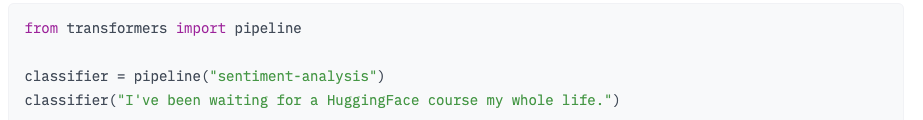 from transformers import pipeline
classifier = pipeline("sentiment-analysis")
classifier("I've been waiting for a HuggingFace course my whole life.")